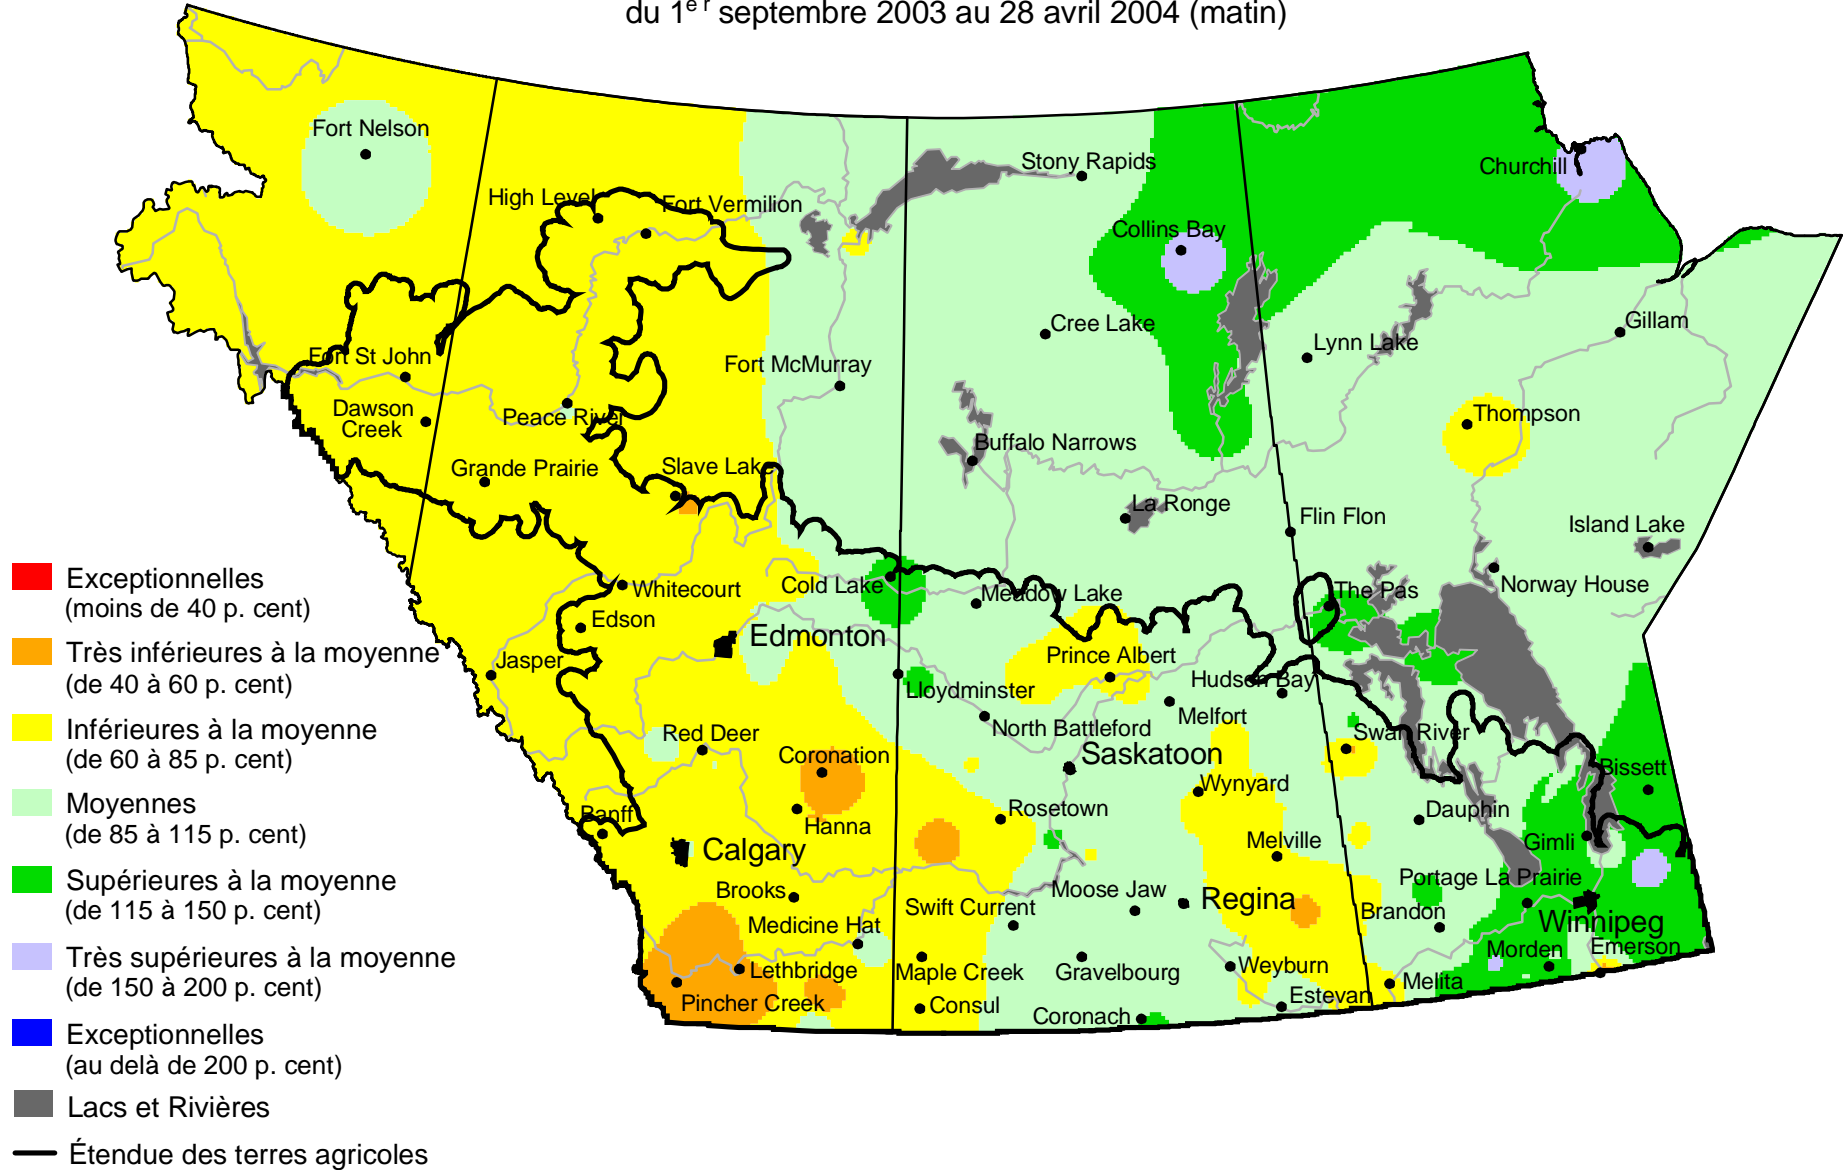 du 1er septembre 2003 au 28 avril 2004 (matin)
Fort Nelson
Churchill
Stony Rapids
High Level
Fort Vermilion
Collins Bay
Cree Lake
Gillam
Lynn Lake
Fort St John
Fort McMurray
Dawson
Creek
Peace River
Thompson
Buffalo Narrows
Grande Prairie
Slave Lake
La Ronge
Flin Flon
Island Lake
Exceptionnelles
(moins de 40 p. cent)
Whitecourt
Cold Lake
Meadow Lake
The Pas
Norway House
Edson
Edmonton
Très inférieures à la moyenne
(de 40 à 60 p. cent)
Jasper
Prince Albert
Hudson Bay
Lloydminster
Melfort
North Battleford
Inférieures à la moyenne
(de 60 à 85 p. cent)
Red Deer
Coronation
Saskatoon
Swan River
Bissett
Wynyard
Moyennes
(de 85 à 115 p. cent)
Banff
Hanna
Rosetown
Dauphin
Calgary
Melville
Gimli
Supérieures à la moyenne
(de 115 à 150 p. cent)
Brooks
Moose Jaw
Regina
Portage La Prairie
Medicine Hat
Swift Current
Brandon
Winnipeg
Très supérieures à la moyenne
(de 150 à 200 p. cent)
Lethbridge
Maple Creek
Gravelbourg
Weyburn
Morden
Emerson
Pincher Creek
Consul
Coronach
Estevan
Melita
Exceptionnelles
(au delà de 200 p. cent)
Lacs et Rivières
Étendue des terres agricoles